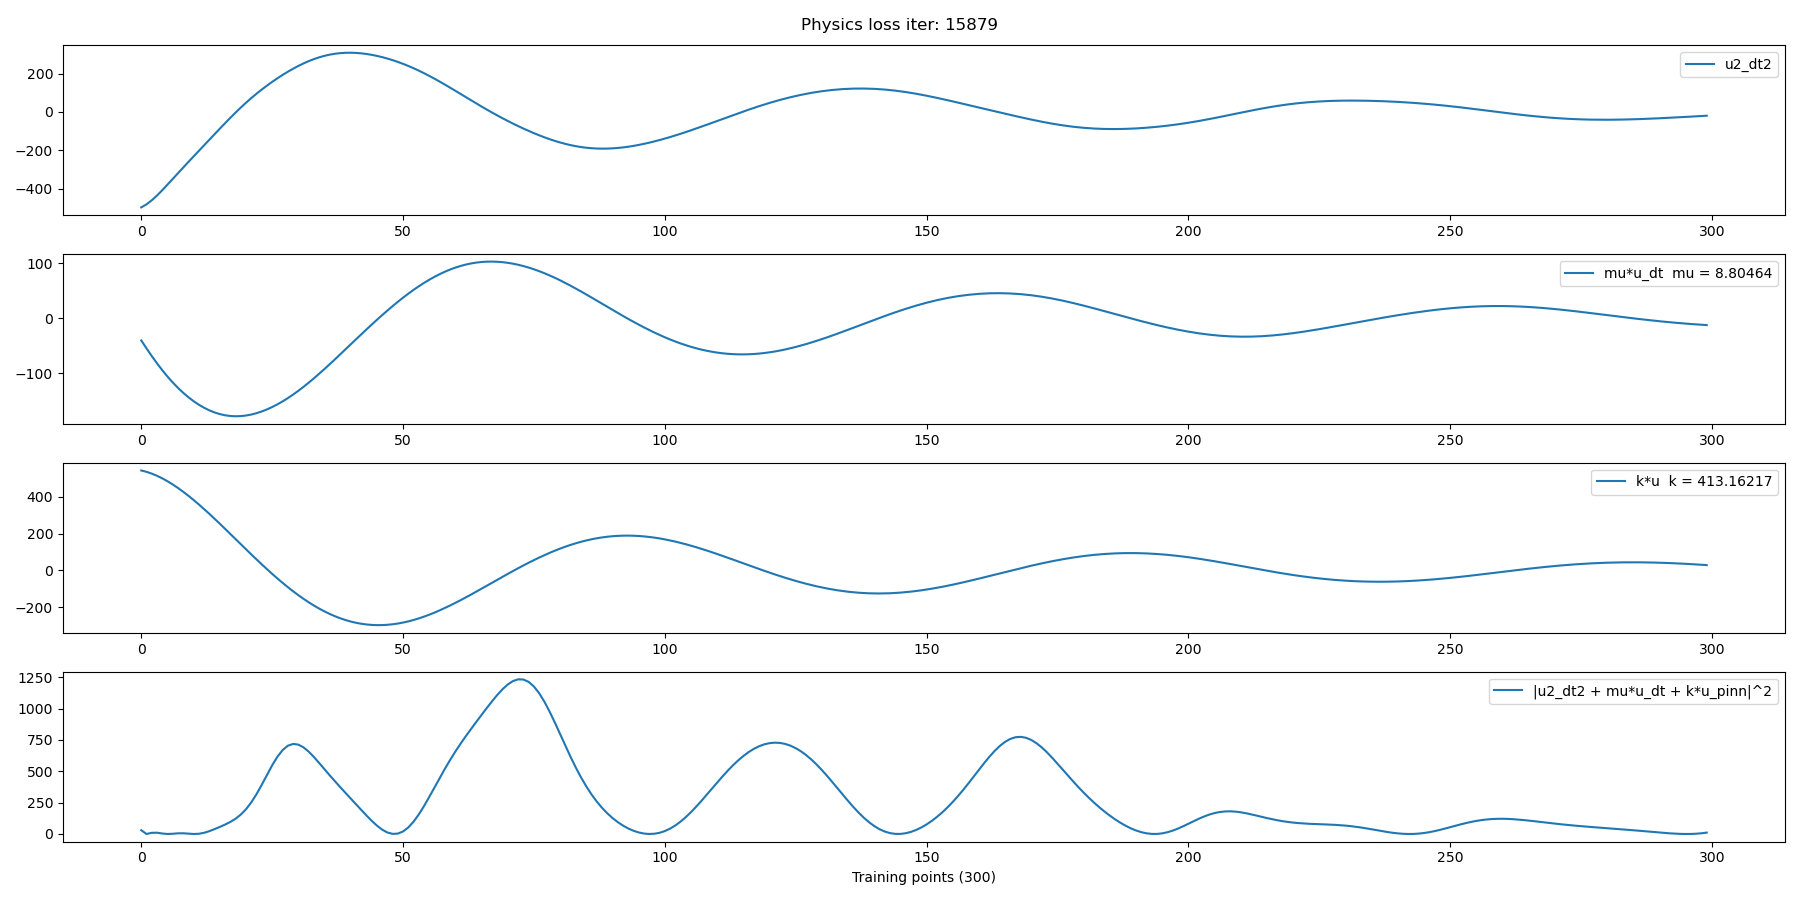 Physics loss iter: 15879
200
0
−200
−400
u2_dt2
0 50 100 150 200 250 300
100
0
−100
mu*u_dt  mu = 8.80464
0 50 100 150 200 250 300
400
200
0
−200
k*u  k = 413.16217
0 50 100 150 200 250 300
1250
1000
750
500
250
0
|u2_dt2 + mu*u_dt + k*u_pinn|^2
0 50 100 150 200 250 300
Training points (300)